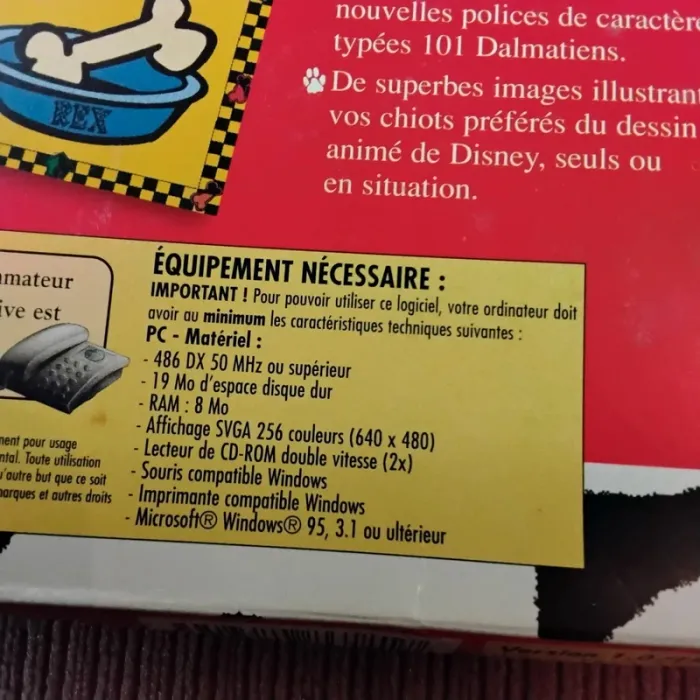 nouvelles polices de caractère
typées 101 Dalmatiens.
De superbes images illustrant
vos chiots préférés du dessin
animé de Disney, seuls ou
en situation.
REX
ÉQUIPEMENT NÉCESSAIRE :
IMPORTANT ! Pour pouvoir utiliser ce logiciel, votre ordinateur doit
avoir au minimum les caractéristiques techniques suivantes :
PC - Matériel :
- 486 DX 50 MHz ou supérieur
- 19 Mo d'espace disque dur
- RAM : 8 Mo
- Affichage SVGA 256 couleurs (640 x 480)
- Lecteur de CD-ROM double vitesse (2x)
- Souris compatible Windows
- Imprimante compatible Windows
- Microsoft® Windows® 95, 3.1 ou ultérieur
mateur
ive est
ment pour usage
ntal. Toute utilisation
u'autre but que ce soit
marques et autres droits
Version 1.0